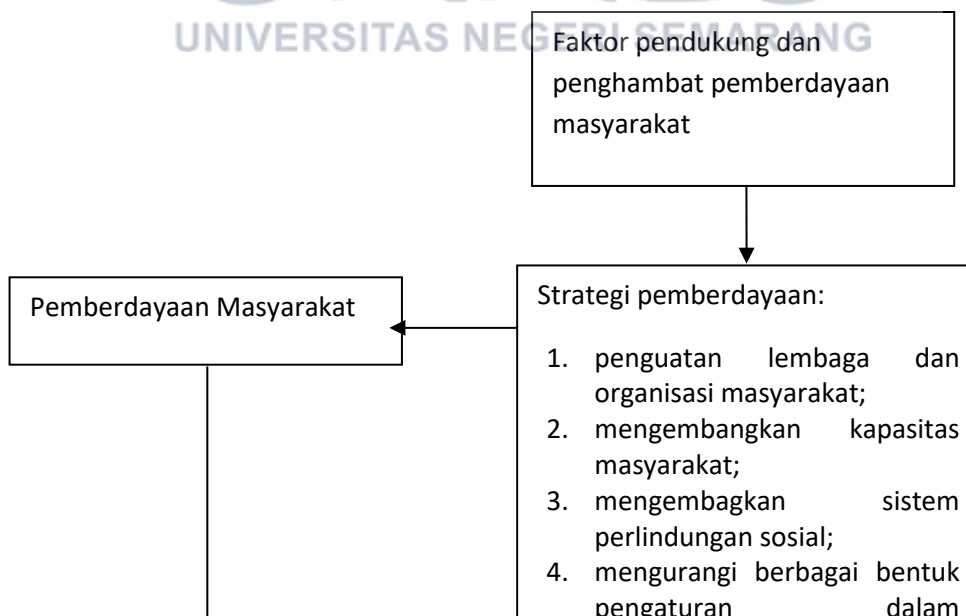 UNIVERSITAS NEGERI SEMARANG
Faktor pendukung dan
penghambat pemberdayaan
masyarakat
Pemberdayaan Masyarakat
Strategi pemberdayaan:
1. penguatan lembaga dan
organisasi masyarakat;
2. mengembangkan kapasitas
masyarakat;
3. mengembagkan sistem
perlindungan sosial;
4. mengurangi berbagai bentuk
pengaturan dalam